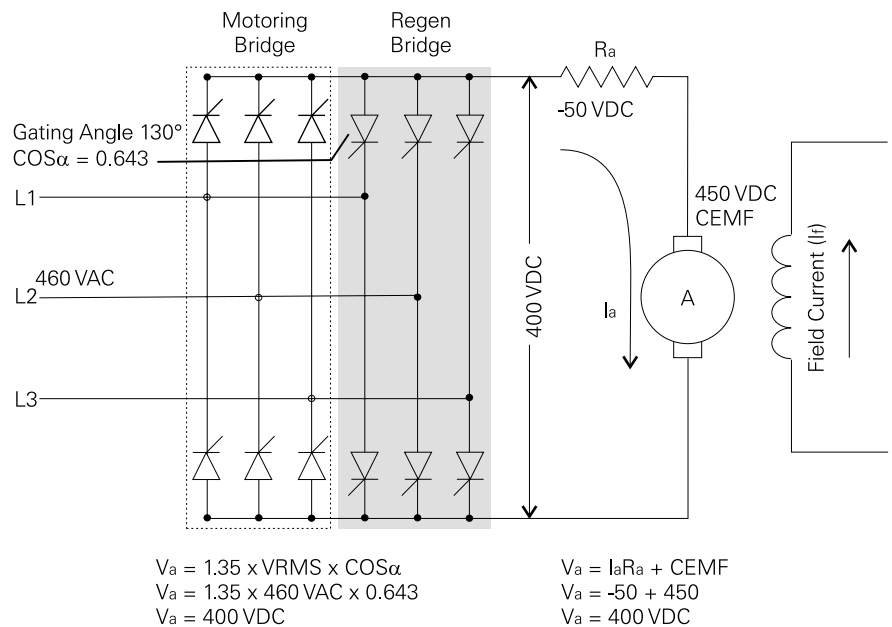 Motoring
Bridge
Regen
Bridge
Ra
-50 VDC
Gating Angle 130°
COSα = 0.643
L1
450 VDC
CEMF
460 VAC
L2
400 VDC
Ia
A
Field Current (If)
L3
Va = 1.35 x VRMS x COSα
Va = 1.35 x 460 VAC x 0.643
Va = 400 VDC
Va = IaRa + CEMF
Va = -50 + 450
Va = 400 VDC